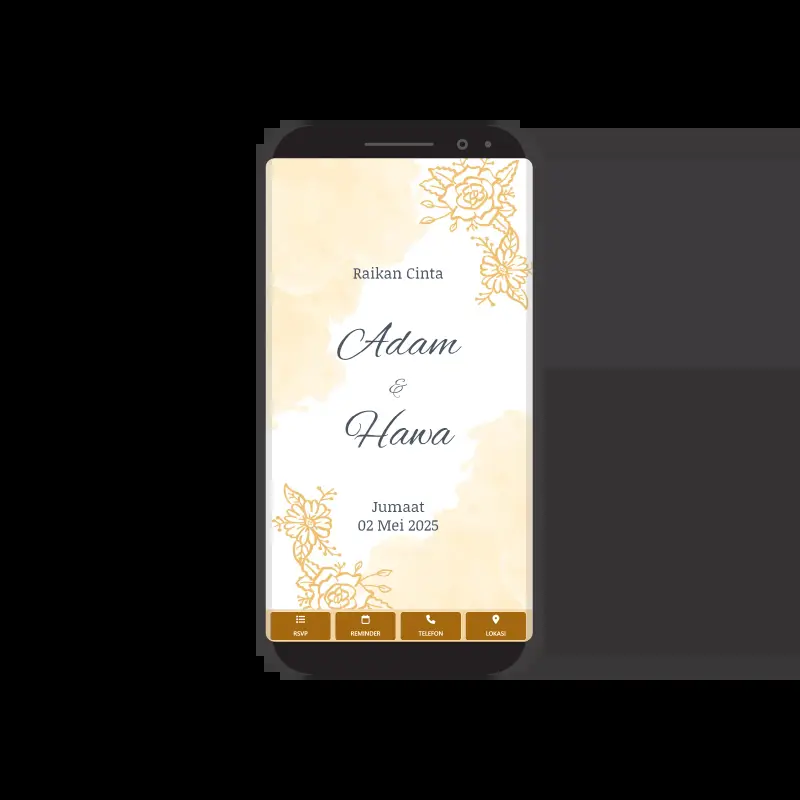 Raikan Cinta
Adam
&
Hawa
Jumaat
02 Mei 2025
RSVP REMINDER TELEFON LOKASI